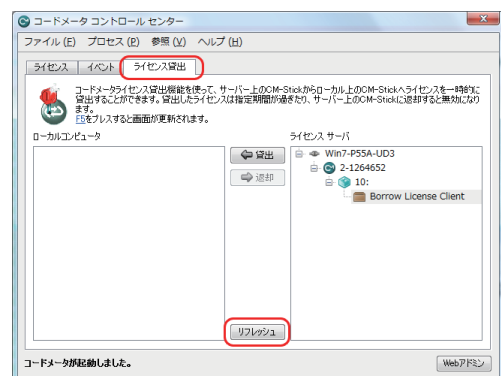 コードメータ コントロール センター
ファイル (F) プロセス (P) 参照 (V) ヘルプ (H)
ライセンス イベント ライセンス貸出
コードメータライセンス貸出機能を使って、サーバー上のCM-Stickからローカル上のCM-Stickへライセンスを一時的に
貸出することができます。貸出したライセンスは指定期間が過ぎたり、サーバー上のCM-Stickに返却すると無効になり
ます。
F5をプレスすると画面が更新されます。
ローカルコンピュータ
ライセンス サーバ
貸出
返却
Win7-P55A-UD3
2-1264652
10:
Borrow License Client
リフレッシュ
コードメータが起動しました。
Webアドミン